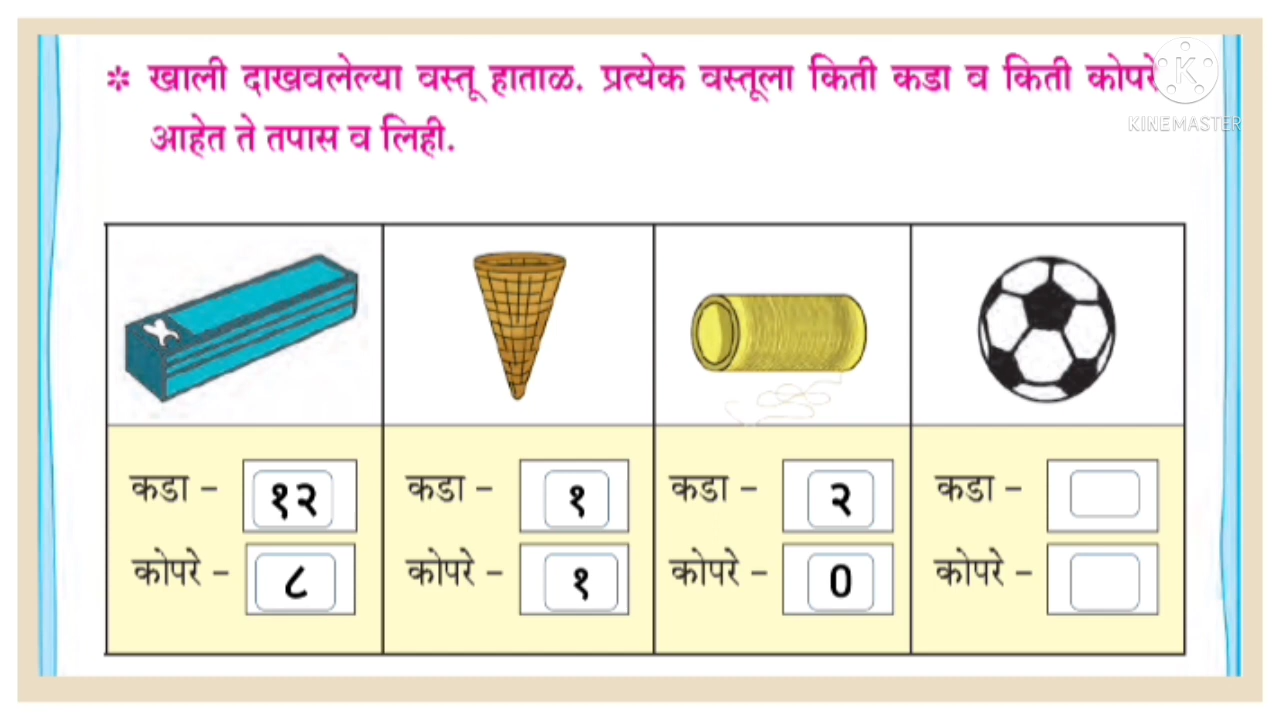 * खाली दाखवलेल्या वस्तू हाताळ. प्रत्येक वस्तूला किती कडा व किती कोपरे
आहेत ते तपास व लिही.
K
KINEMASTER
कडा – १२
कोपरे – ८
कडा – १
कोपरे – १
कडा – २
कोपरे – 0
कडा –
कोपरे –